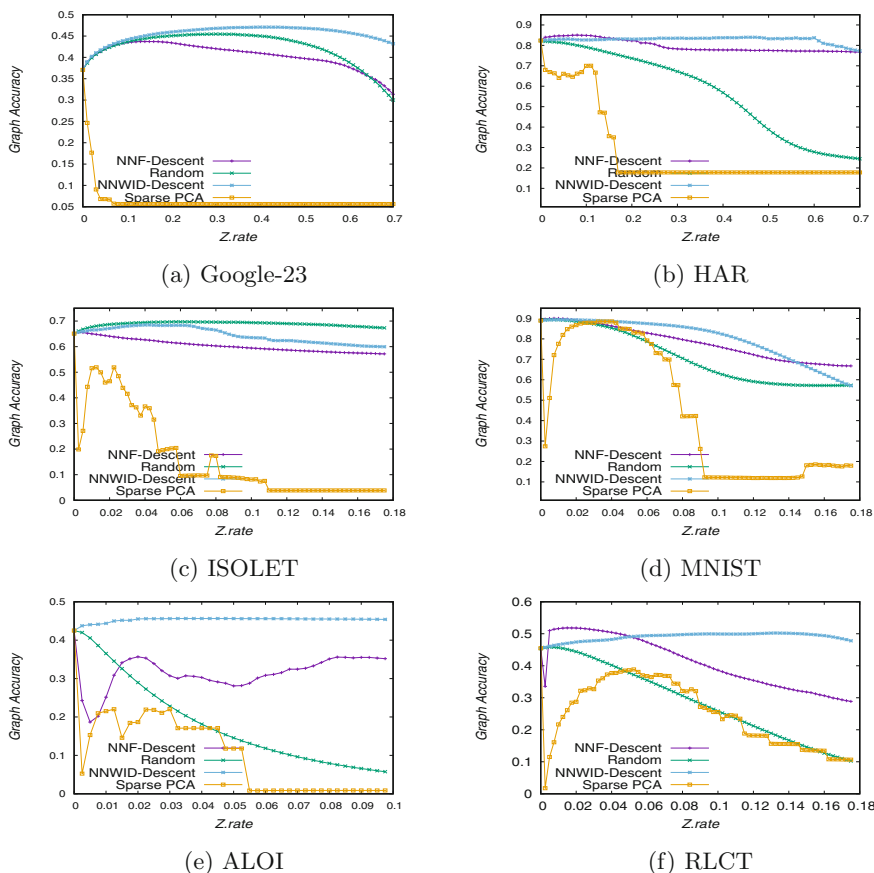 Graph Accuracy
0.5
0.45
0.4
0.35
0.3
0.25
0.2
0.15
0.1
0.05
NNF-Descent
Random
NNWID-Descent
Sparse PCA
0 0.1 0.2 0.3 0.4 0.5 0.6 0.7
Z.rate
(a) Google-23
Graph Accuracy
0.9
0.8
0.7
0.6
0.5
0.4
0.3
0.2
0.1
NNF-Descent
Random
NNWID-Descent
Sparse PCA
0 0.1 0.2 0.3 0.4 0.5 0.6 0.7
Z.rate
(b) HAR
Graph Accuracy
0.7
0.6
0.5
0.4
0.3
0.2
0.1
0
NNF-Descent
Random
NNWID-Descent
Sparse PCA
0 0.02 0.04 0.06 0.08 0.1 0.12 0.14 0.16 0.18
Z.rate
(c) ISOLET
Graph Accuracy
0.9
0.8
0.7
0.6
0.5
0.4
0.3
0.2
0.1
NNF-Descent
Random
NNWID-Descent
Sparse PCA
0 0.02 0.04 0.06 0.08 0.1 0.12 0.14 0.16 0.18
Z.rate
(d) MNIST
Graph Accuracy
0.5
0.4
0.3
0.2
0.1
0
NNF-Descent
Random
NNWID-Descent
Sparse PCA
0 0.01 0.02 0.03 0.04 0.05 0.06 0.07 0.08 0.09 0.1
Z.rate
(e) ALOI
Graph Accuracy
0.6
0.5
0.4
0.3
0.2
0.1
0
NNF-Descent
Random
NNWID-Descent
Sparse PCA
0 0.02 0.04 0.06 0.08 0.1 0.12 0.14 0.16 0.18
Z.rate
(f) RLCT